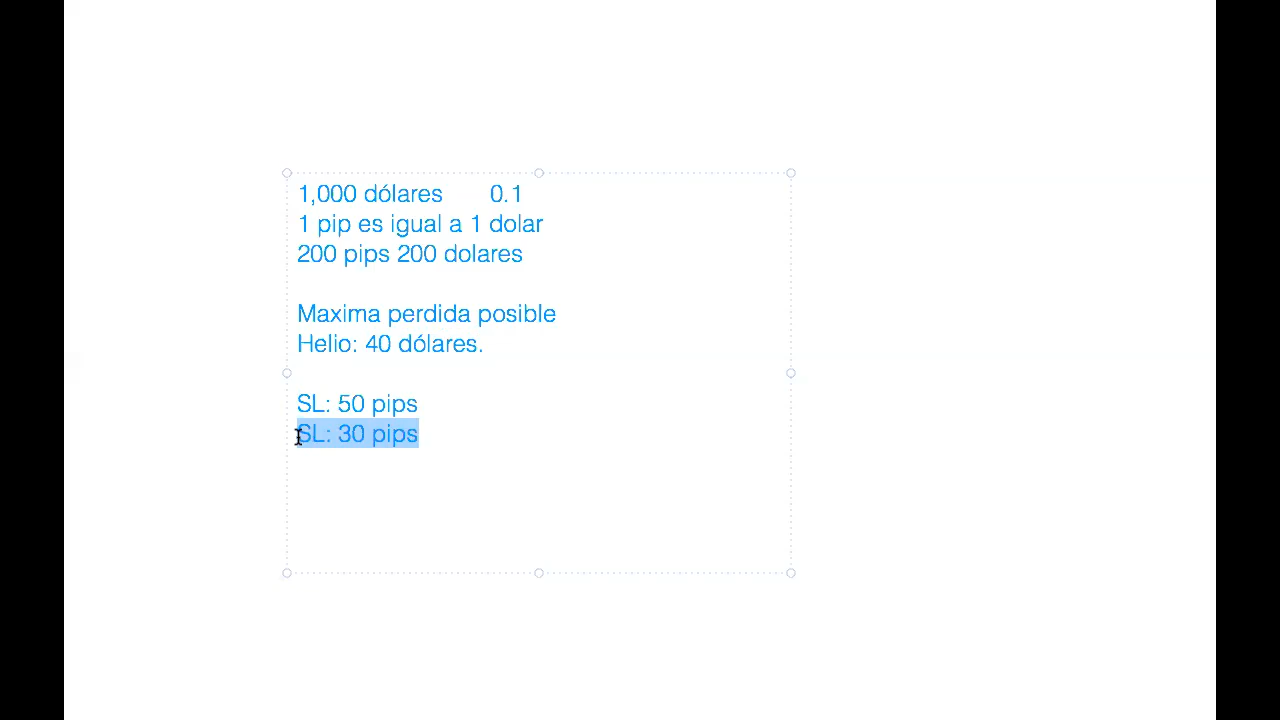 1,000 dólares 0.1
1 pip es igual a 1 dolar
200 pips 200 dolares
Maxima perdida posible
Helio: 40 dólares.
SL: 50 pips
SL: 30 pips